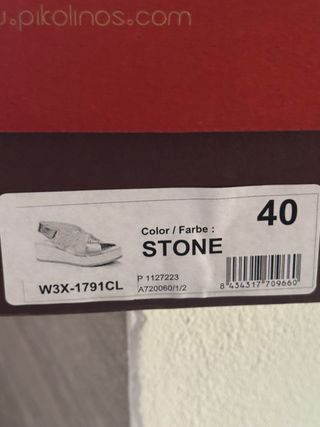 .pikolinos.com
40
Color / Farbe :
STONE
W3X-1791CL
P 1127223
A720060/1/2
8 434317 709660